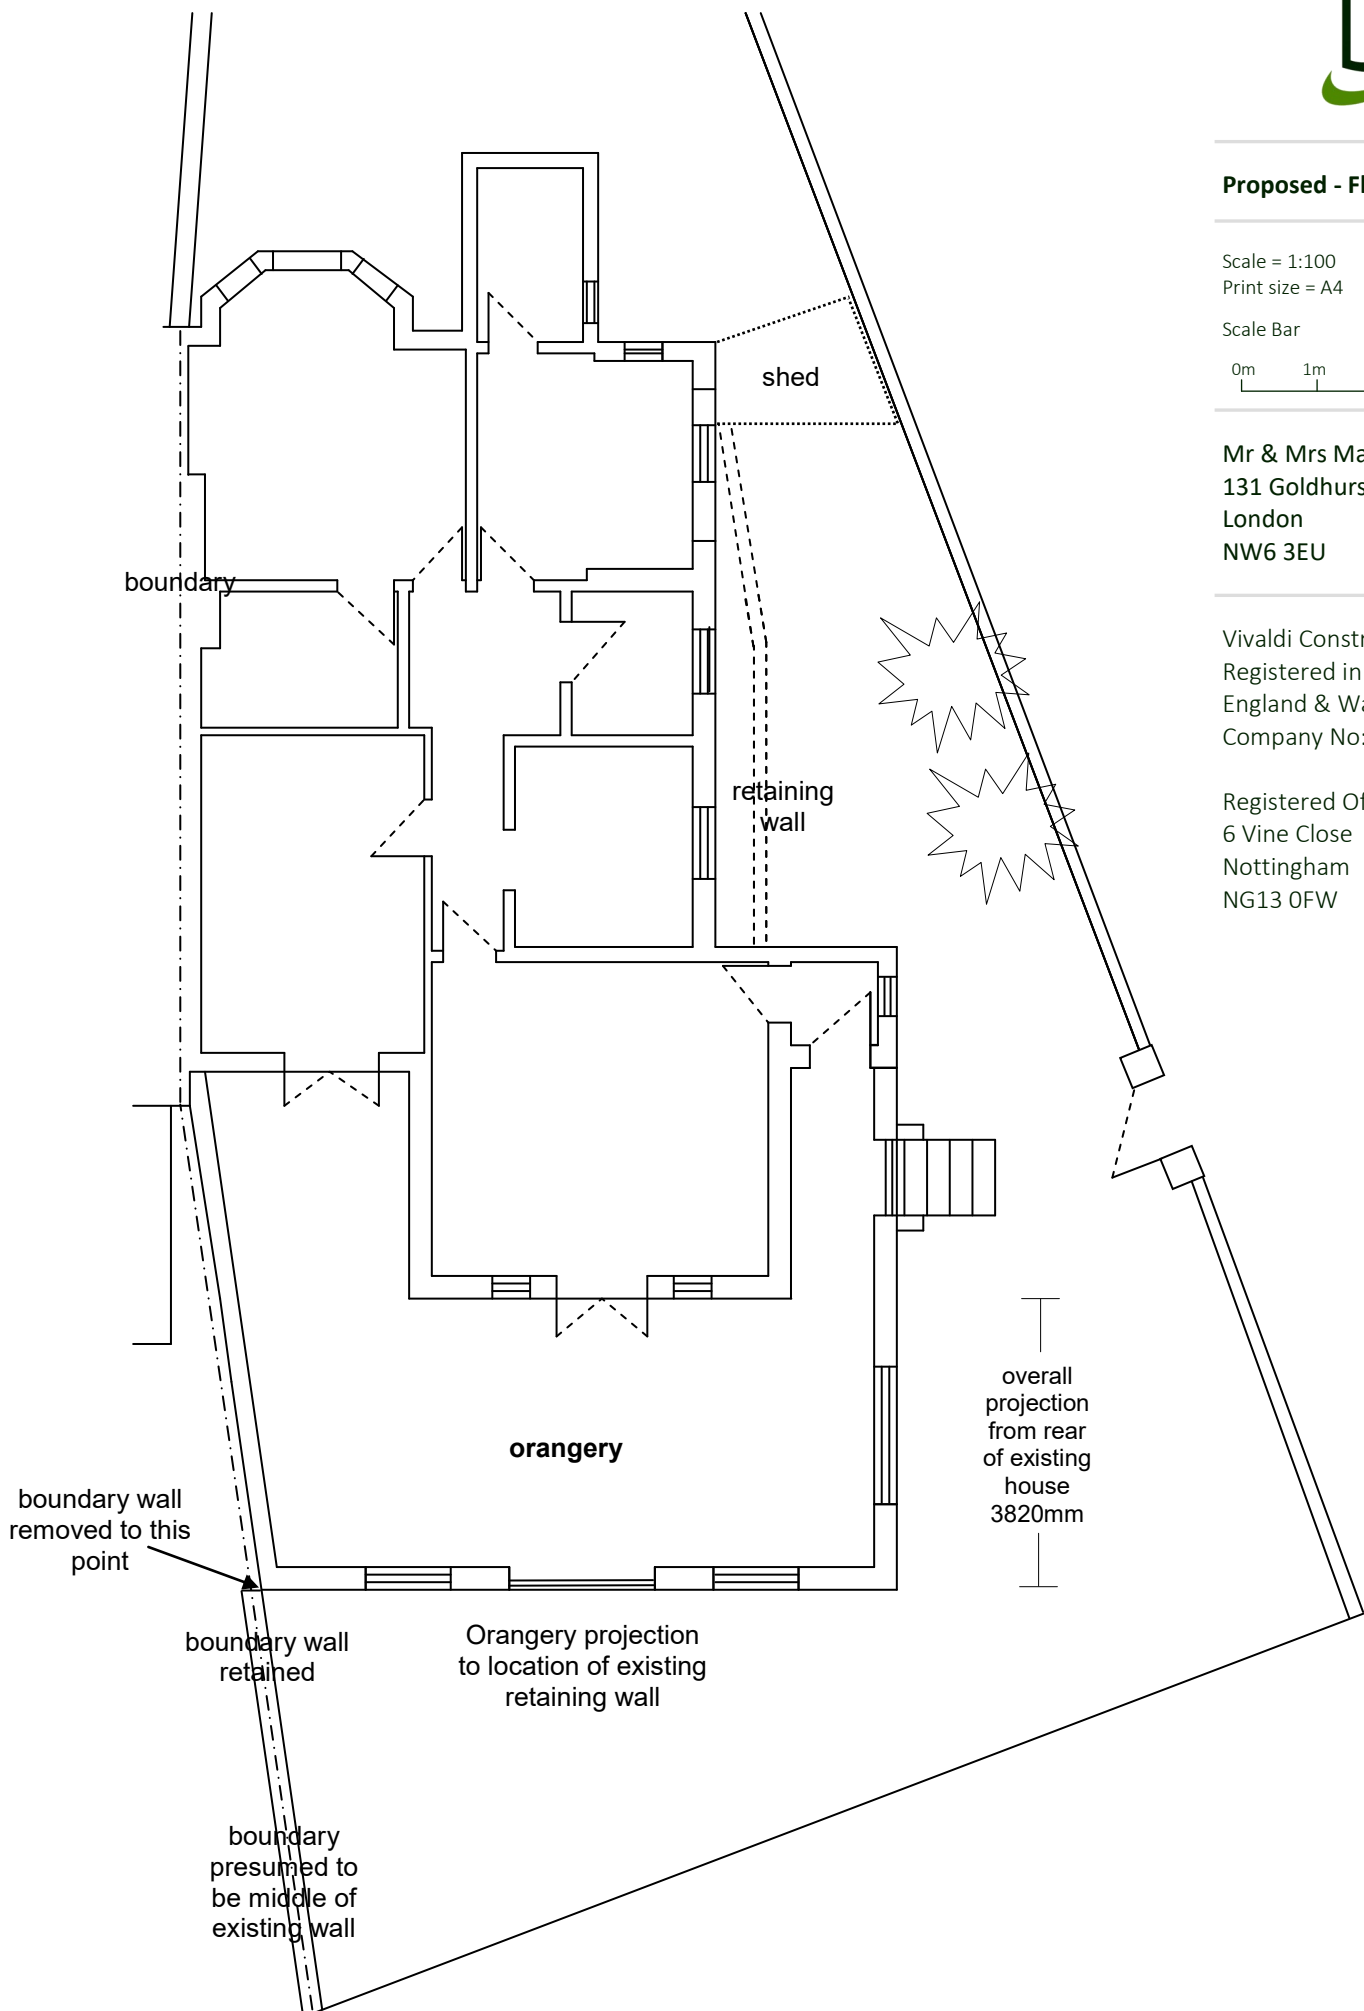 Proposed - Fl
Scale = 1:100
Print size = A4
Scale Bar
0m 1m
Mr & Mrs Ma
131 Goldhurs
London
NW6 3EU
Vivaldi Constr
Registered in
England & Wa
Company No:
Registered Of
6 Vine Close
Nottingham
NG13 0FW
shed
boundary
retaining
wall
overall
projection
from rear
of existing
house
3820mm
orangery
boundary wall
removed to this
point
boundary wall
retained
Orangery projection
to location of existing
retaining wall
boundary
presumed to
be middle of
existing wall